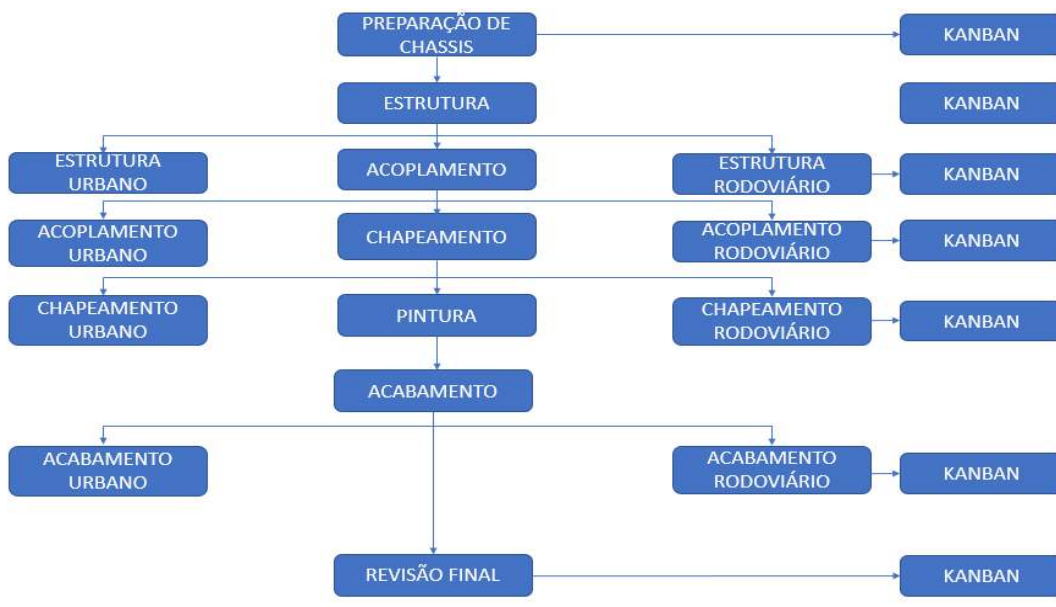 PREPARAÇÃO DE
CHASSIS
KANBAN
ESTRUTURA
KANBAN
ESTRUTURA
URBANO
ACOPLAMENTO
ESTRUTURA
RODOVIÁRIO
KANBAN
ACOPLAMENTO
URBANO
CHAPEAMENTO
ACOPLAMENTO
RODOVIÁRIO
KANBAN
CHAPEAMENTO
URBANO
PINTURA
CHAPEAMENTO
RODOVIÁRIO
KANBAN
ACABAMENTO
ACABAMENTO
URBANO
ACABAMENTO
RODOVIÁRIO
KANBAN
REVISÃO FINAL
KANBAN